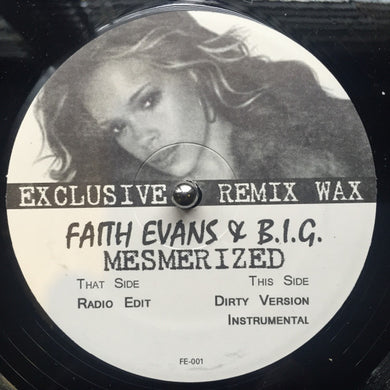 EXCLUSIVE REMIX WAX
FAITH EVANS & B.I.G.
MESMERIZED
THAT SIDE THIS SIDE
RADIO EDIT DIRTY VERSION
INSTRUMENTAL
FE-001